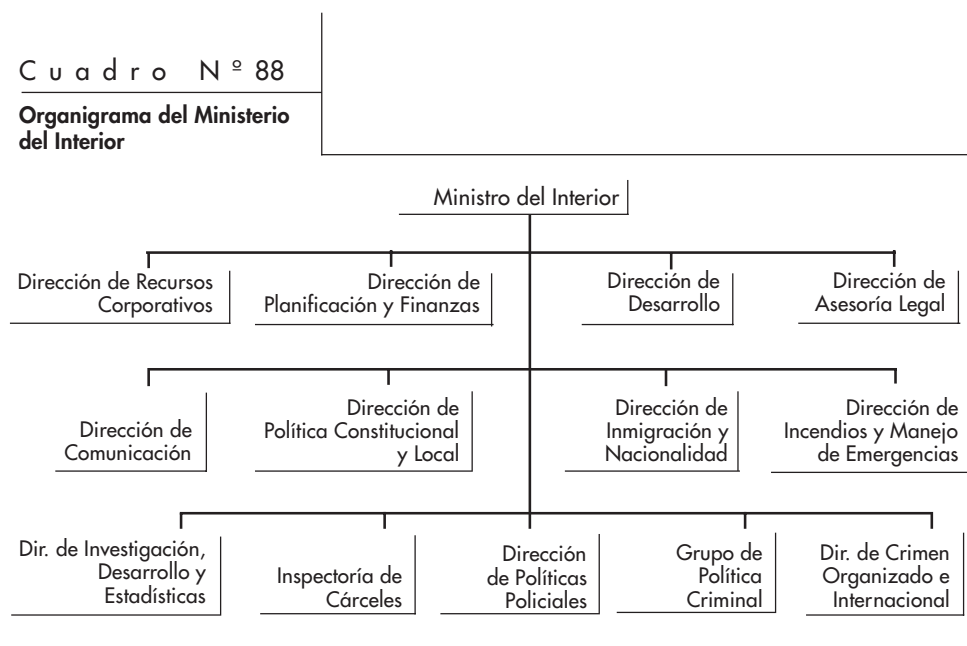 Cuadro Nº 88
Organigrama del Ministerio
del Interior
Ministro del Interior
Dirección de Recursos
Corporativos
Dirección de
Planificación y Finanzas
Dirección de
Desarrollo
Dirección de
Asesoría Legal
Dirección de
Comunicación
Dirección de
Política Constitucional
y Local
Dirección de
Inmigración y
Nacionalidad
Dirección de
Incendios y Manejo
de Emergencias
Dir. de Investigación,
Desarrollo y
Estadísticas
Inspectoría de
Cárceles
Dirección
de Políticas
Policiales
Grupo de
Política
Criminal
Dir. de Crimen
Organizado e
Internacional